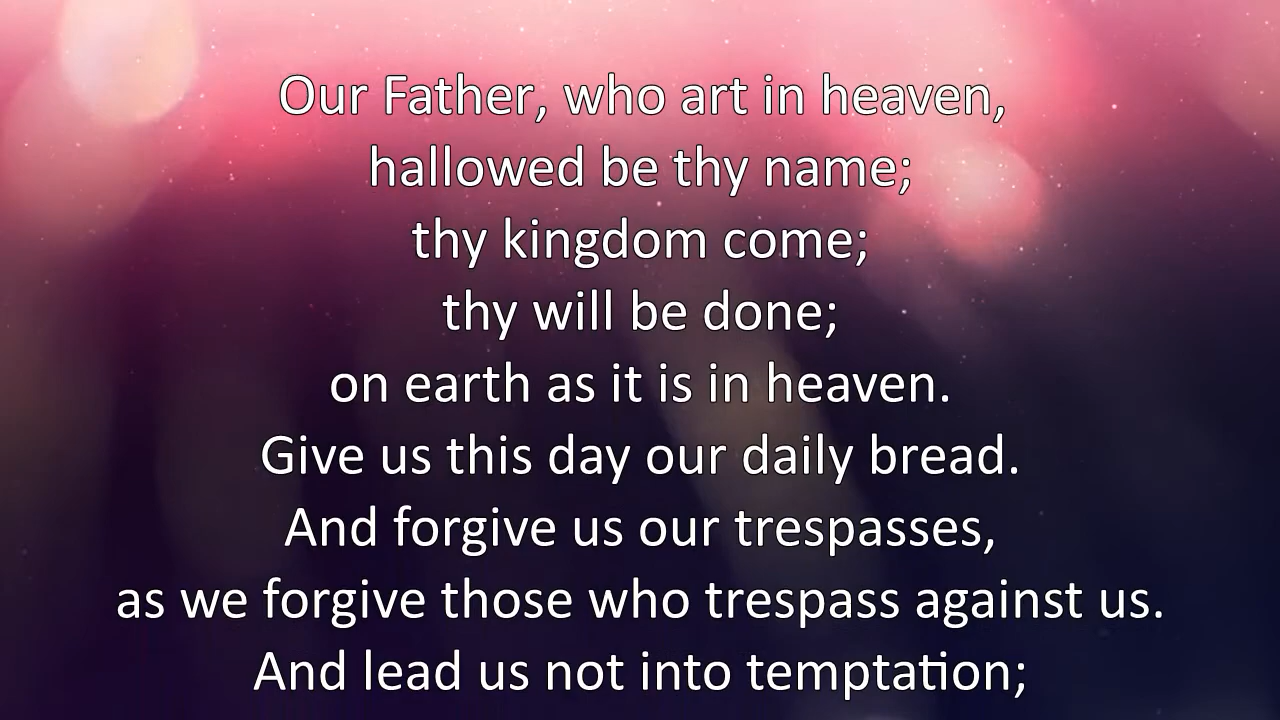 Our Father, who art in heaven,
hallowed be thy name;
thy kingdom come;
thy will be done;
on earth as it is in heaven.
Give us this day our daily bread.
And forgive us our trespasses,
as we forgive those who trespass against us.
And lead us not into temptation;